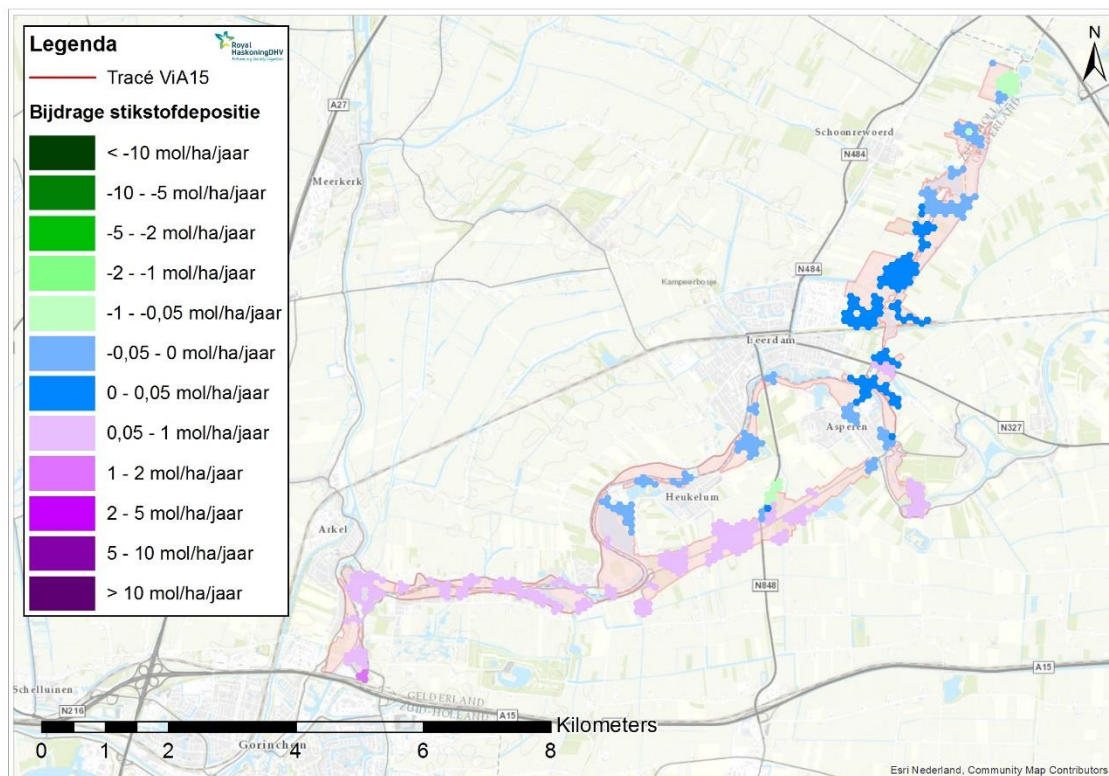 Legenda
Royal
HaskoningDHV
Enhancing Society Together
Tracé ViA15
Bijdrage stikstofdepositie
< -10 mol/ha/jaar
-10 - -5 mol/ha/jaar
-5 - -2 mol/ha/jaar
-2 - -1 mol/ha/jaar
-1 - -0,05 mol/ha/jaar
-0,05 - 0 mol/ha/jaar
0 - 0,05 mol/ha/jaar
0,05 - 1 mol/ha/jaar
1 - 2 mol/ha/jaar
2 - 5 mol/ha/jaar
5 - 10 mol/ha/jaar
> 10 mol/ha/jaar
N
A27
Schoonrewoerd
N484
GELDERLAND
Meerkerk
N484
Kampeerbosje
Leerdam
N327
Asperen
Heukelum
Arkel
N848
A15
Schelluinen
GELDERLAND
ZUID-HOLLAND
N216
A15
Gorinchem
Kilometers
0 1 2 4 6 8
Esri Nederland, Community Map Contributors